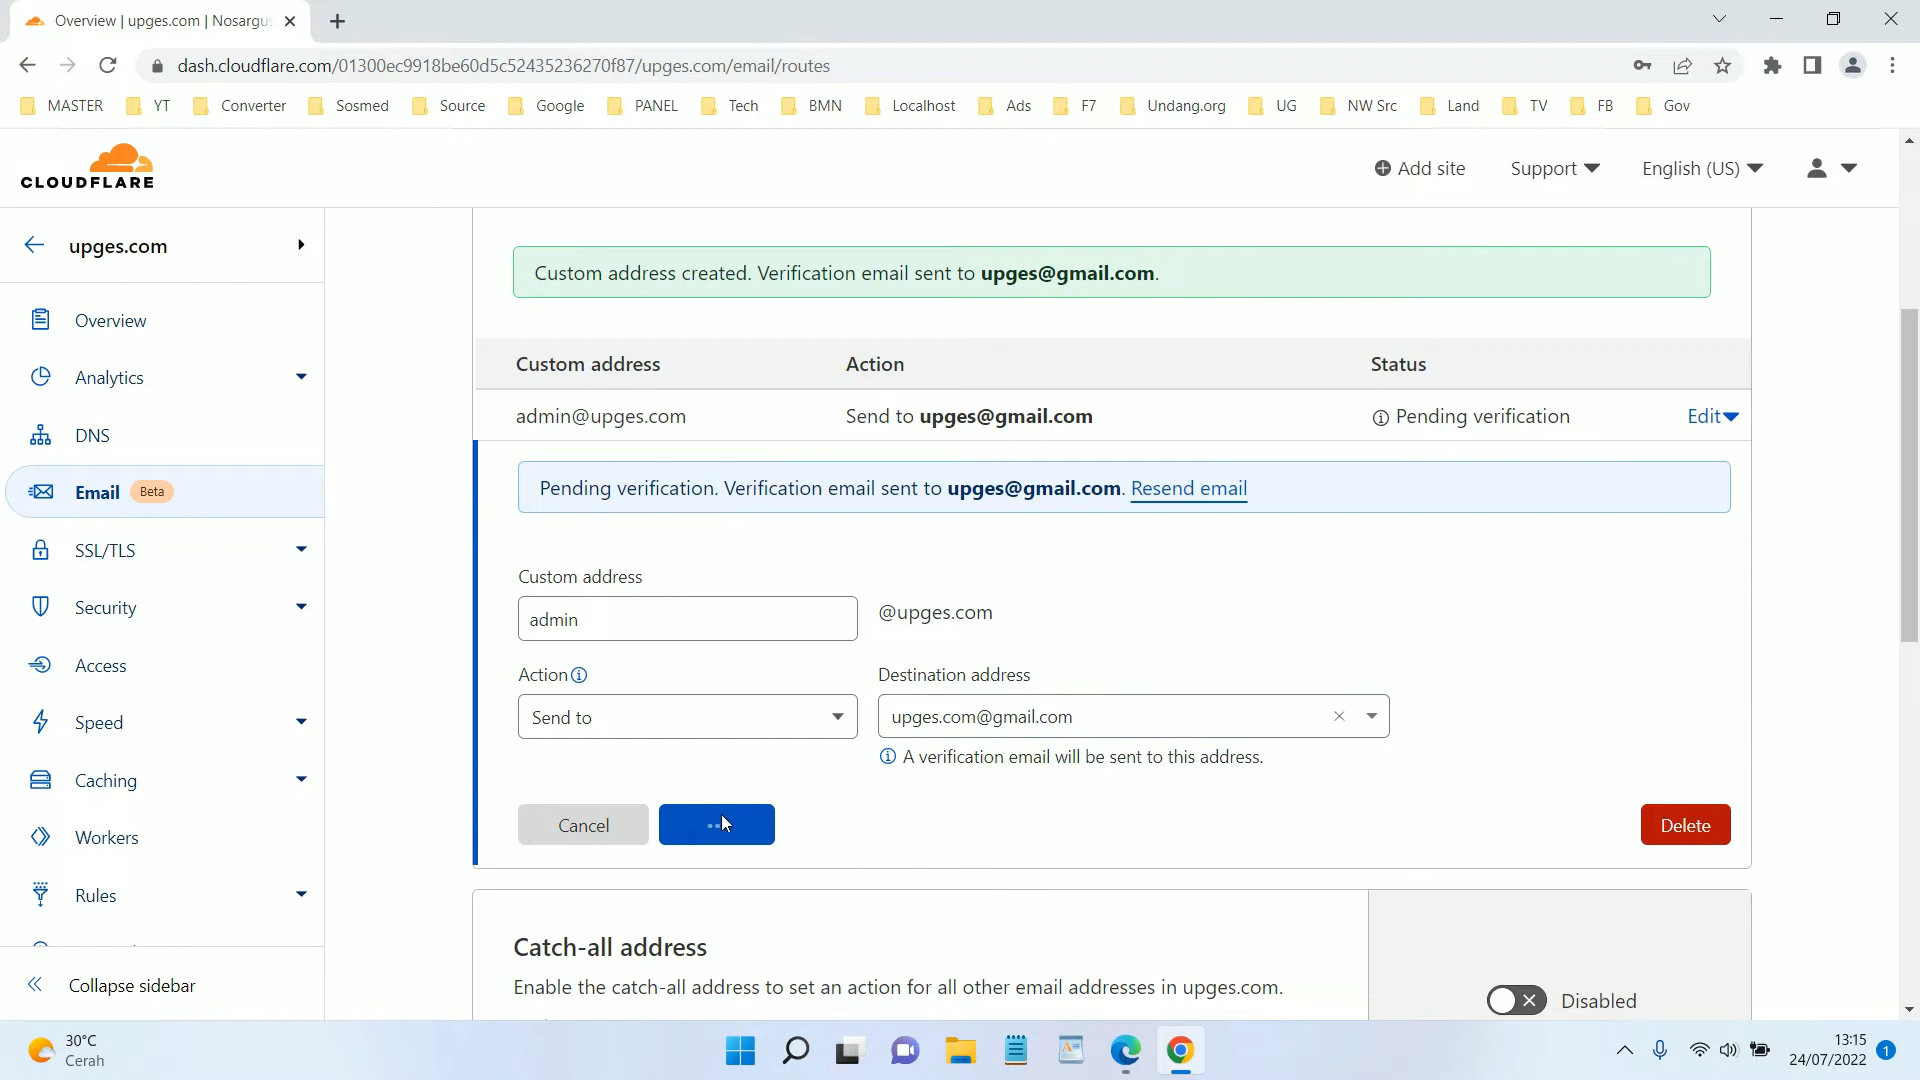 Overview | upges.com | Nosargus
dash.cloudflare.com/01300ec9918be60d5c52435236270f87/upges.com/email/routes
MASTER YT Converter Sosmed Source Google PANEL Tech BMN Localhost Ads F7 Undang.org UG NW Src Land TV FB Gov
CLOUDFLARE
Add site Support English (US)
upges.com
Overview
Analytics
DNS
Email Beta
SSL/TLS
Security
Access
Speed
Caching
Workers
Rules
Collapse sidebar
Custom address created. Verification email sent to upges@gmail.com.
Custom address Action Status
admin@upges.com Send to upges@gmail.com Pending verification Edit
Pending verification. Verification email sent to upges@gmail.com. Resend email
Custom address
admin @upges.com
Action Destination address
Send to upges.com@gmail.com
A verification email will be sent to this address.
Cancel Delete
Catch-all address
Enable the catch-all address to set an action for all other email addresses in upges.com.
Disabled
30°C
Cerah
13:15
24/07/2022
1